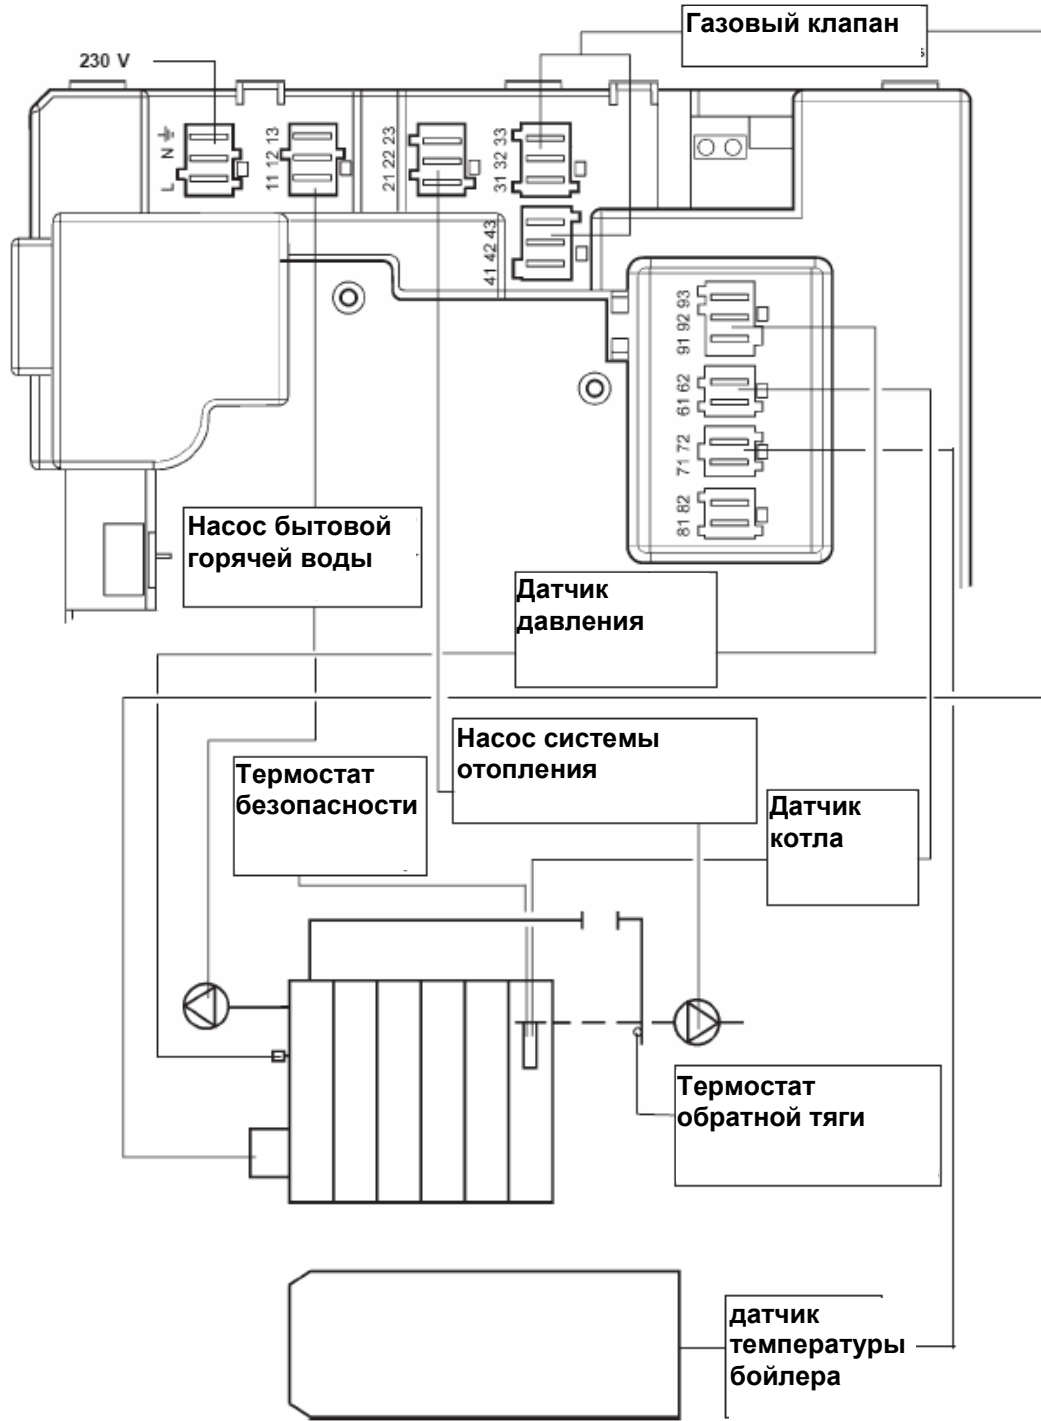 Газовый клапан
230 V
L N ⏚
11 12 13
21 22 23
31 32 33
41 42 43
91 92 93
61 62
71 72
81 82
Насос бытовой
горячей воды
Датчик
давления
Насос системы
отопления
Термостат
безопасности
Датчик
котла
Термостат
обратной тяги
датчик
температуры
бойлера